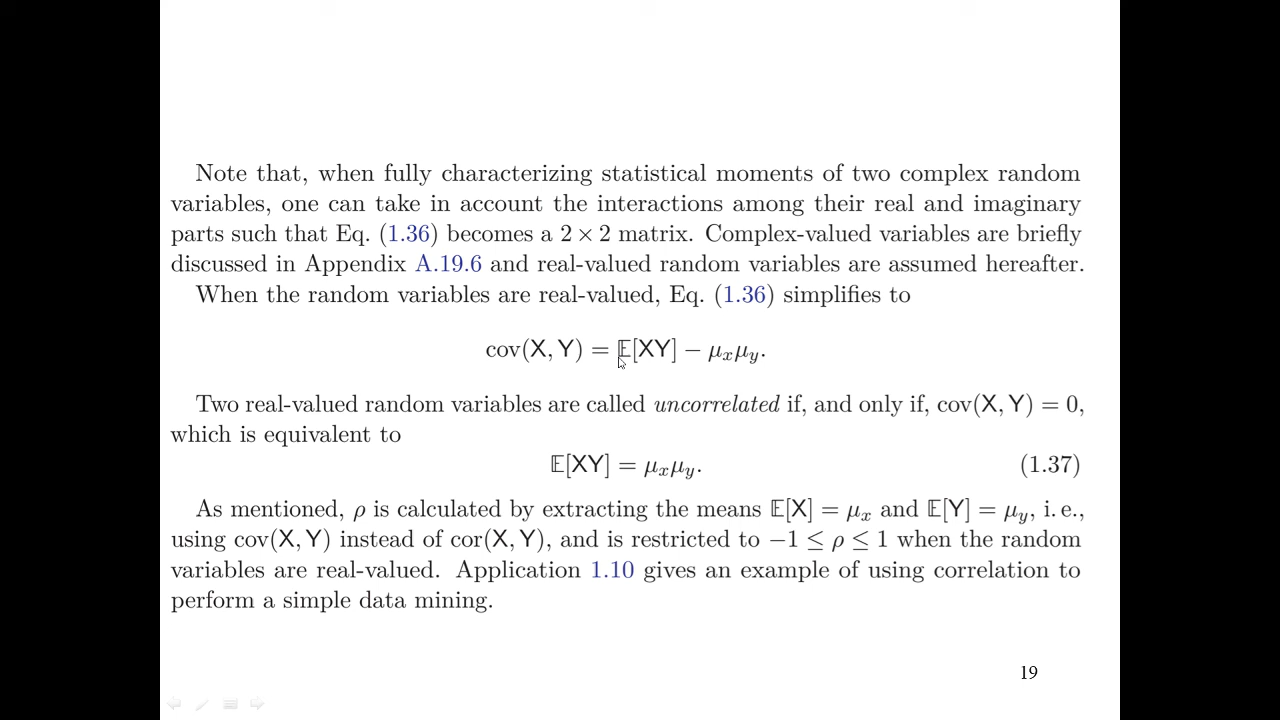 Note that, when fully characterizing statistical moments of two complex random
variables, one can take in account the interactions among their real and imaginary
parts such that Eq. (1.36) becomes a 2 × 2 matrix. Complex-valued variables are briefly
discussed in Appendix A.19.6 and real-valued random variables are assumed hereafter.
When the random variables are real-valued, Eq. (1.36) simplifies to
cov(X, Y) = 𝔼[XY] − μₓμᵧ.
Two real-valued random variables are called uncorrelated if, and only if, cov(X, Y) = 0,
which is equivalent to
𝔼[XY] = μₓμᵧ. (1.37)
As mentioned, ρ is calculated by extracting the means 𝔼[X] = μₓ and 𝔼[Y] = μᵧ, i. e.,
using cov(X, Y) instead of cor(X, Y), and is restricted to −1 ≤ ρ ≤ 1 when the random
variables are real-valued. Application 1.10 gives an example of using correlation to
perform a simple data mining.
19